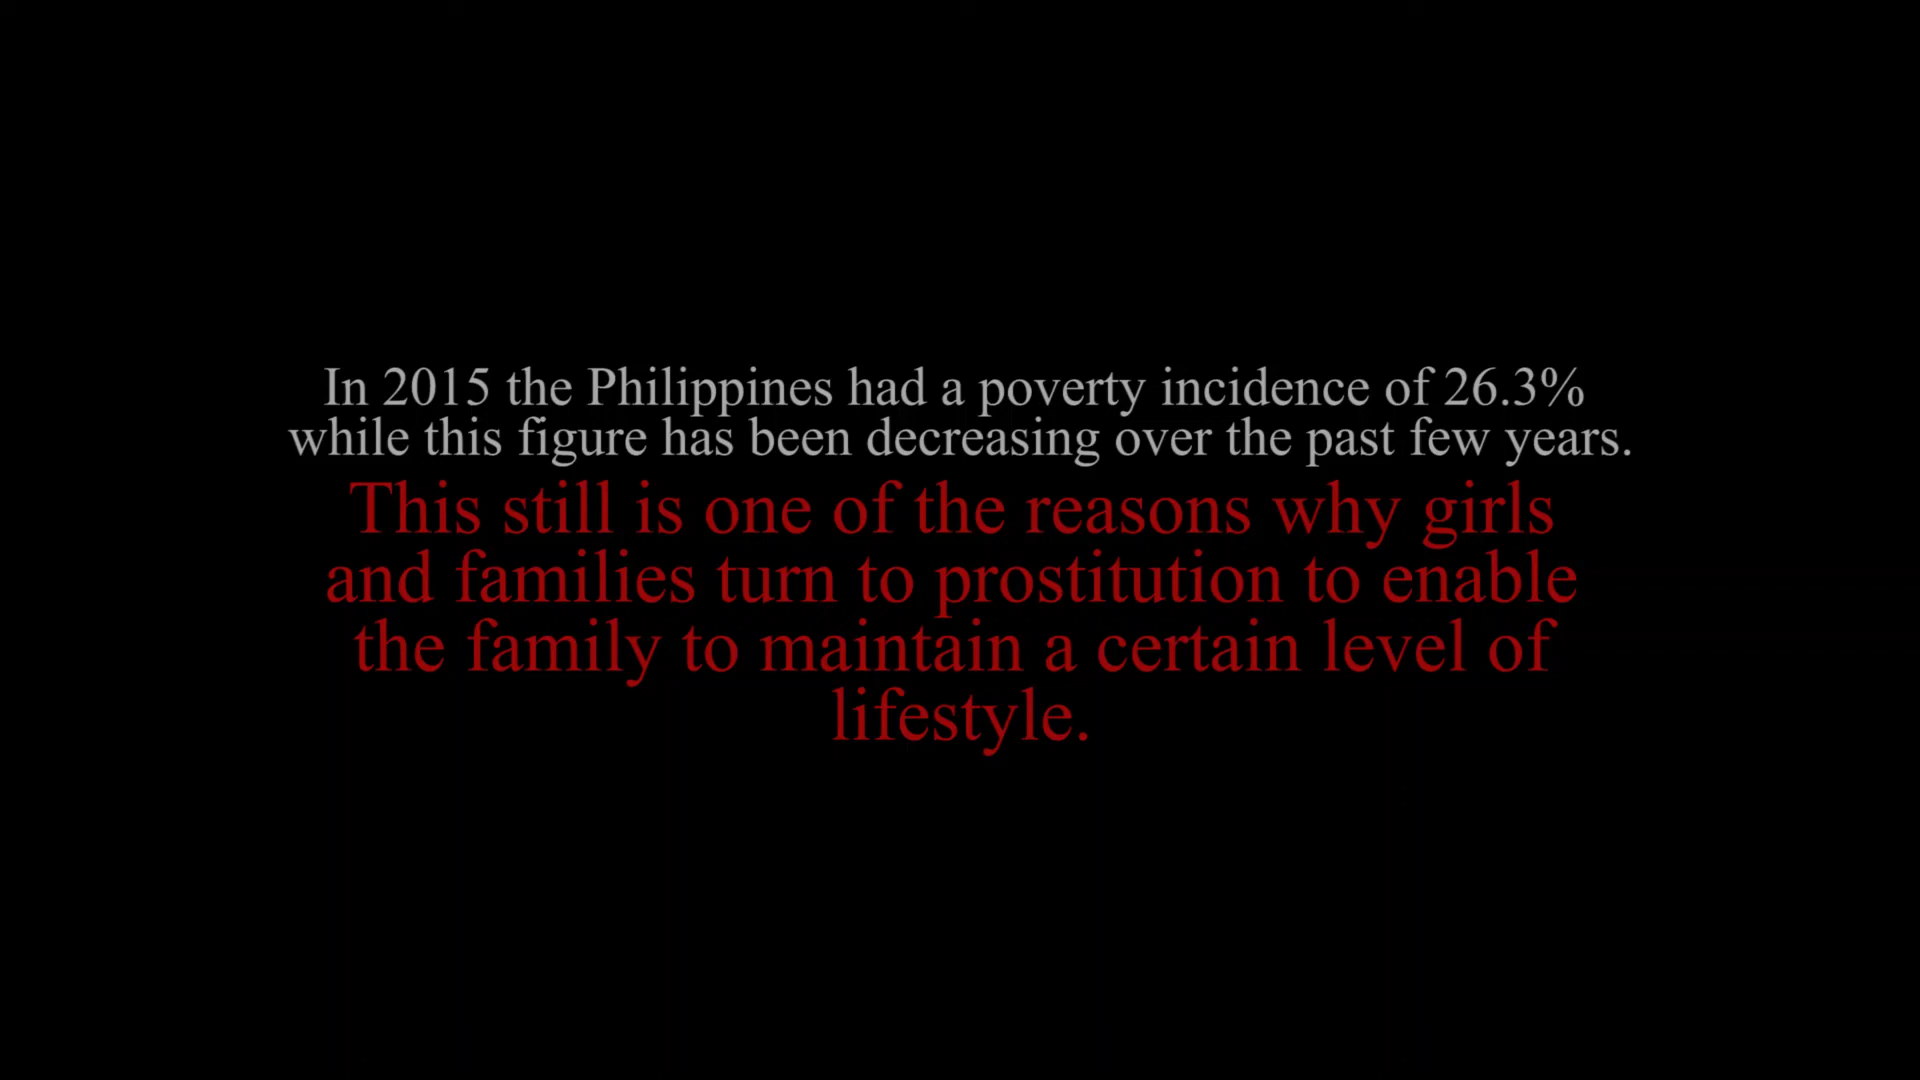 In 2015 the Philippines had a poverty incidence of 26.3%
while this figure has been decreasing over the past few years.
This still is one of the reasons why girls
and families turn to prostitution to enable
the family to maintain a certain level of
lifestyle.